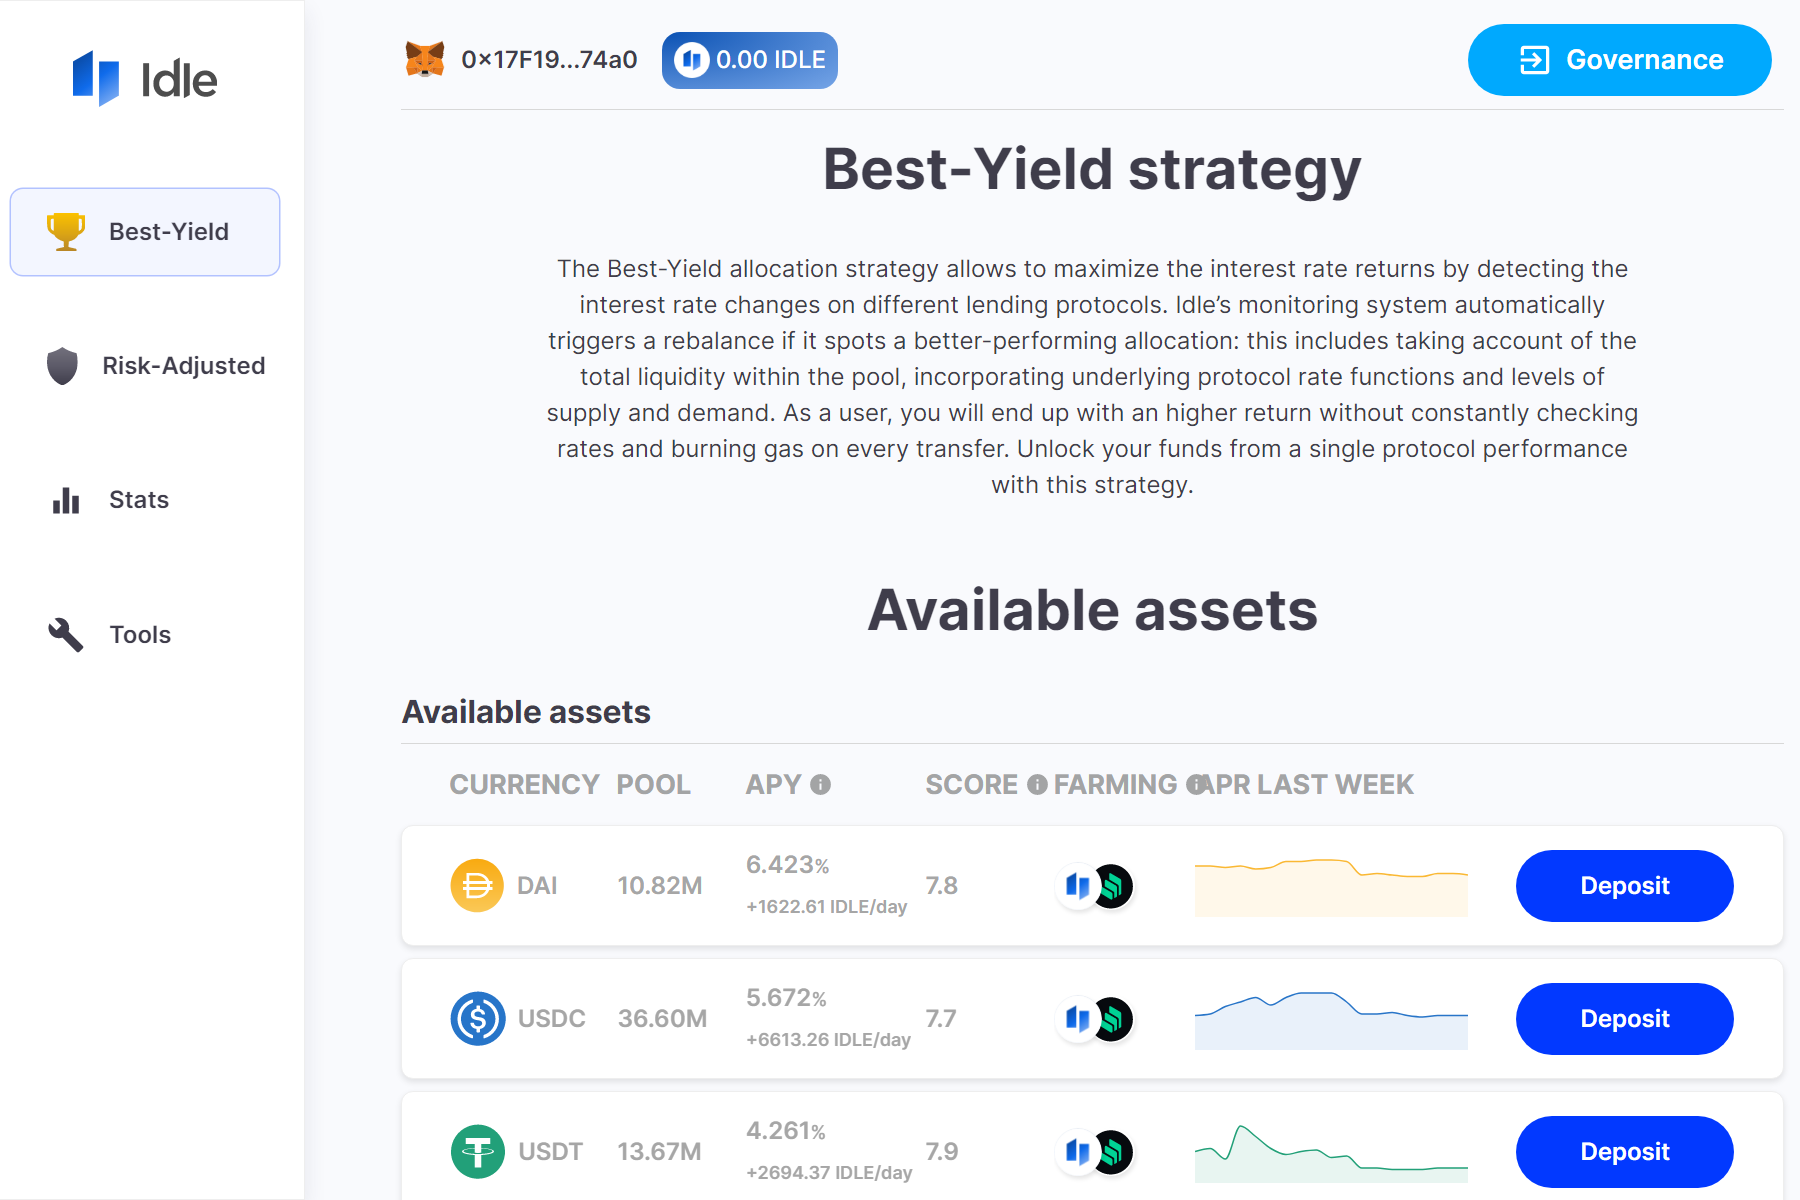 Idle
0x17F19...74a0
0.00 IDLE
Governance
Best-Yield
Risk-Adjusted
Stats
Tools
Best-Yield strategy
The Best-Yield allocation strategy allows to maximize the interest rate returns by detecting the
interest rate changes on different lending protocols. Idle’s monitoring system automatically
triggers a rebalance if it spots a better-performing allocation: this includes taking account of the
total liquidity within the pool, incorporating underlying protocol rate functions and levels of
supply and demand. As a user, you will end up with an higher return without constantly checking
rates and burning gas on every transfer. Unlock your funds from a single protocol performance
with this strategy.
Available assets
Available assets
CURRENCY POOL APY SCORE FARMING APR LAST WEEK
DAI 10.82M 6.423% 7.8 Deposit
+1622.61 IDLE/day
USDC 36.60M 5.672% 7.7 Deposit
+6613.26 IDLE/day
USDT 13.67M 4.261% 7.9 Deposit
+2694.37 IDLE/day